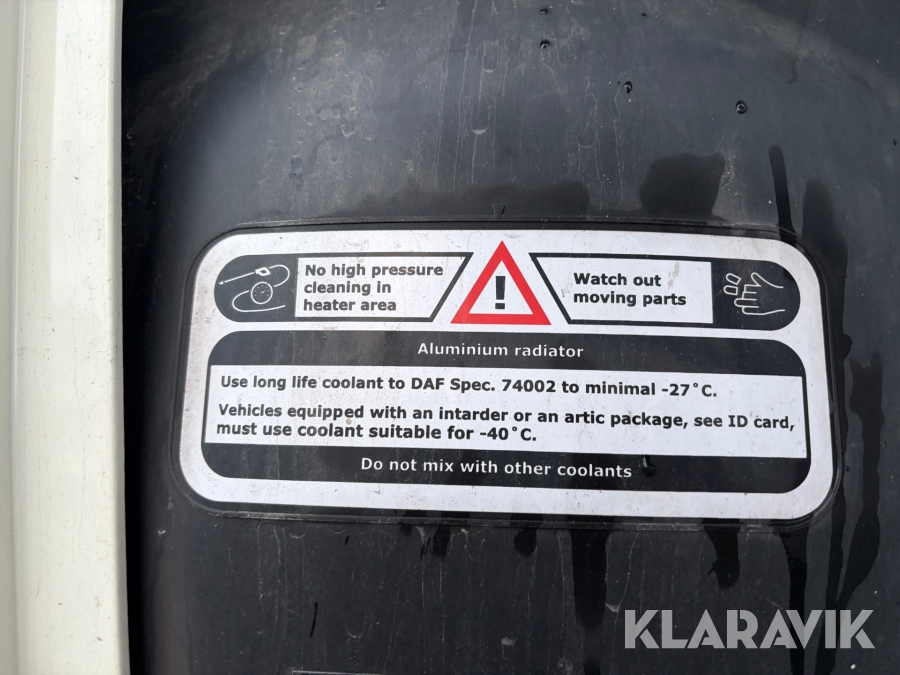 No high pressure
cleaning in
heater area
!
Watch out
moving parts
Aluminium radiator
Use long life coolant to DAF Spec. 74002 to minimal -27°C.
Vehicles equipped with an intarder or an artic package, see ID card,
must use coolant suitable for -40°C.
Do not mix with other coolants
KLARAVIK